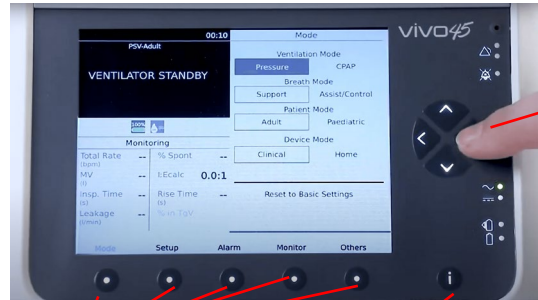 00:10
PSV-Adult
VENTILATOR STANDBY
100%
Monitoring
Total Rate -- % Spont --
(bpm)
MV -- I:Ecalc 0.0:1
(l)
Insp. Time -- Rise Time --
(s) (s)
Leakage -- % in TgV
(l/min)
Mode
Ventilation Mode
Pressure CPAP
Breath Mode
Support Assist/Control
Patient Mode
Adult Paediatric
Device Mode
Clinical Home
Reset to Basic Settings
Mode Setup Alarm Monitor Others
vivo45
i